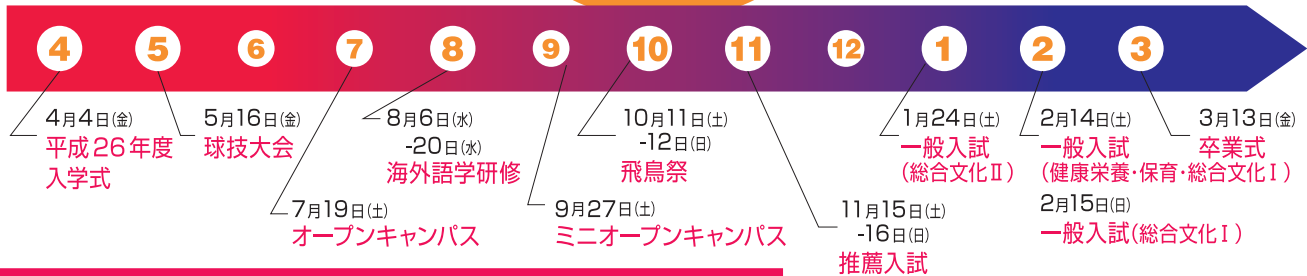 4 5 6 7 8 9 10 11 12 1 2 3
4月4日(金)
平成26年度
入学式
5月16日(金)
球技大会
7月19日(土)
オープンキャンパス
8月6日(水)
-20日(水)
海外語学研修
9月27日(土)
ミニオープンキャンパス
10月11日(土)
-12日(日)
飛鳥祭
11月15日(土)
-16日(日)
推薦入試
1月24日(土)
一般入試
(総合文化Ⅱ)
2月14日(土)
一般入試
(健康栄養・保育・総合文化Ⅰ)
2月15日(日)
一般入試(総合文化Ⅰ)
3月13日(金)
卒業式